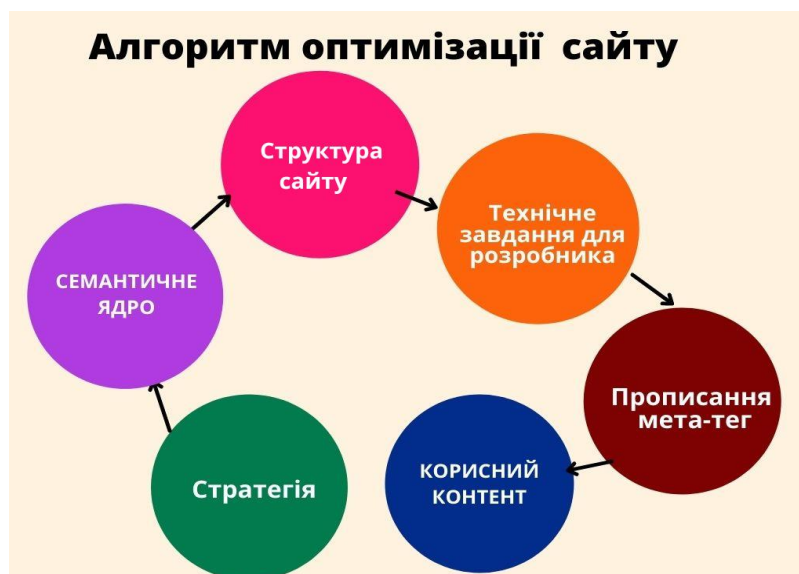 Алгоритм оптимізації сайту
Структура
сайту
Технічне
завдання для
розробника
СЕМАНТИЧНЕ
ЯДРО
Прописання
мета-тег
КОРИСНИЙ
КОНТЕНТ
Стратегія